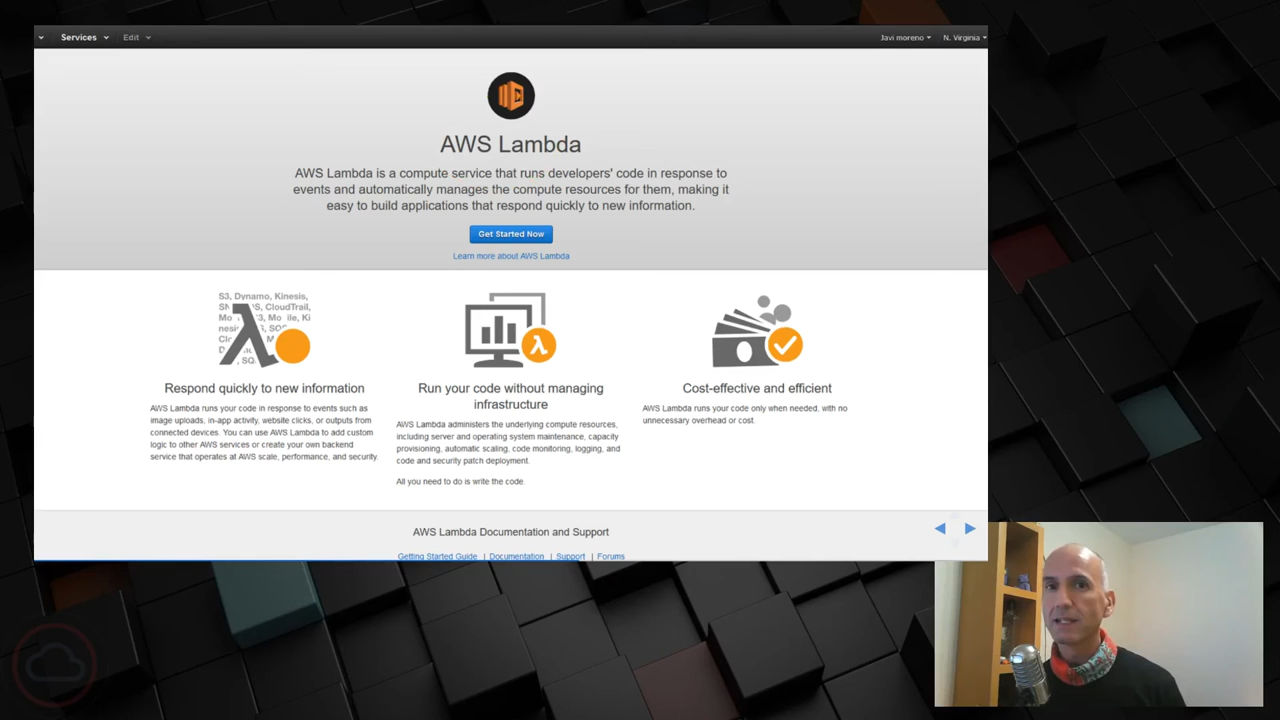 Services
Edit
Javi moreno
N. Virginia
AWS Lambda
AWS Lambda is a compute service that runs developers' code in response to
events and automatically manages the compute resources for them, making it
easy to build applications that respond quickly to new information.
Get Started Now
Learn more about AWS Lambda
S3, Dynamo, Kinesis,
CloudTrail,
Respond quickly to new information
AWS Lambda runs your code in response to events such as
image uploads, in-app activity, website clicks, or outputs from
connected devices. You can use AWS Lambda to add custom
logic to other AWS services or create your own backend
service that operates at AWS scale, performance, and security.
Run your code without managing
infrastructure
AWS Lambda administers the underlying compute resources,
including server and operating system maintenance, capacity
provisioning, automatic scaling, code monitoring, logging, and
code and security patch deployment.
All you need to do is write the code.
Cost-effective and efficient
AWS Lambda runs your code only when needed, with no
unnecessary overhead or cost.
AWS Lambda Documentation and Support
Getting Started Guide | Documentation | Support | Forums